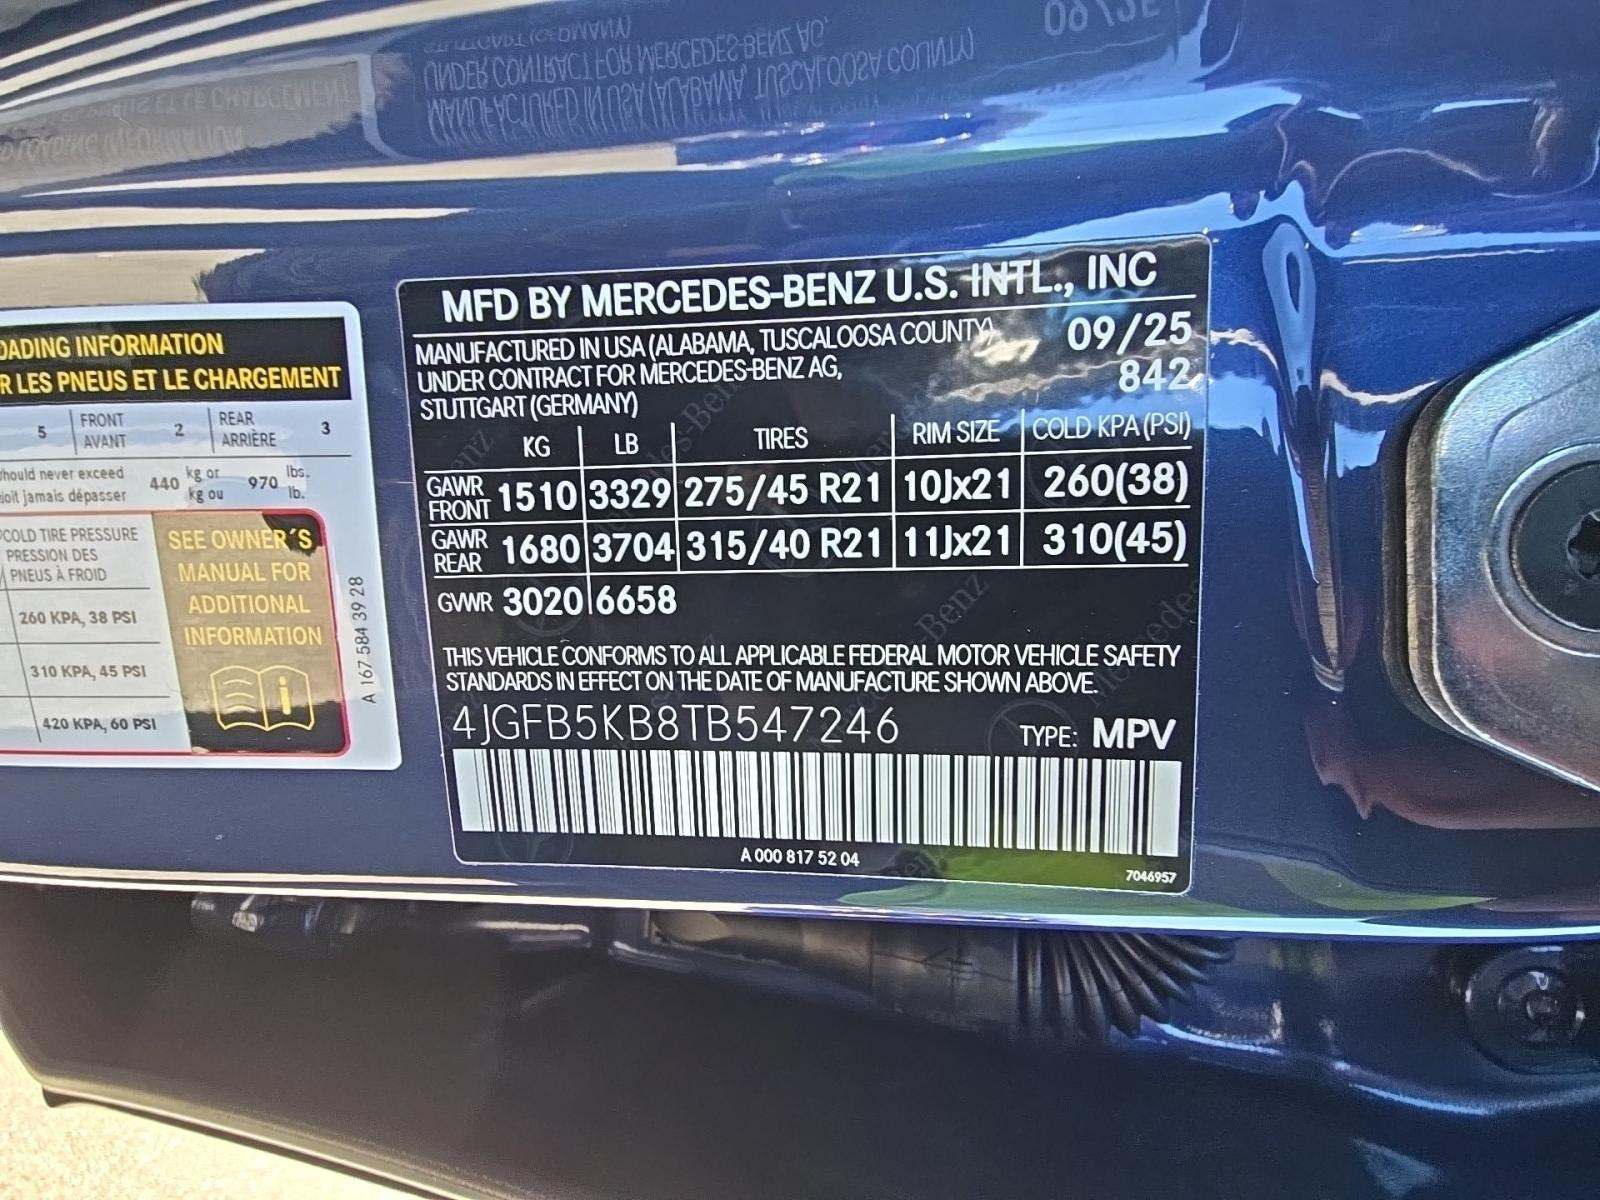 OADING INFORMATION
R LES PNEUS ET LE CHARGEMENT
5 FRONT AVANT 2 REAR ARRIÈRE 3
should never exceed
440 kg or kg ou 970 lbs. lb.
doit jamais dépasser
COLD TIRE PRESSURE
PRESSION DES
PNEUS À FROID
260 KPA, 38 PSI
310 KPA, 45 PSI
420 KPA, 60 PSI
SEE OWNER´S
MANUAL FOR
ADDITIONAL
INFORMATION
A 167 584 39 28
MFD BY MERCEDES-BENZ U.S. INTL., INC
MANUFACTURED IN USA (ALABAMA, TUSCALOOSA COUNTY)
UNDER CONTRACT FOR MERCEDES-BENZ AG,
STUTTGART (GERMANY)
09/25
842
KG LB TIRES RIM SIZE COLD KPA (PSI)
GAWR FRONT 1510 3329 275/45 R21 10Jx21 260(38)
GAWR REAR 1680 3704 315/40 R21 11Jx21 310(45)
GVWR 3020 6658
THIS VEHICLE CONFORMS TO ALL APPLICABLE FEDERAL MOTOR VEHICLE SAFETY
STANDARDS IN EFFECT ON THE DATE OF MANUFACTURE SHOWN ABOVE.
4JGFB5KB8TB547246
TYPE: MPV
A 000 817 52 04
7046957